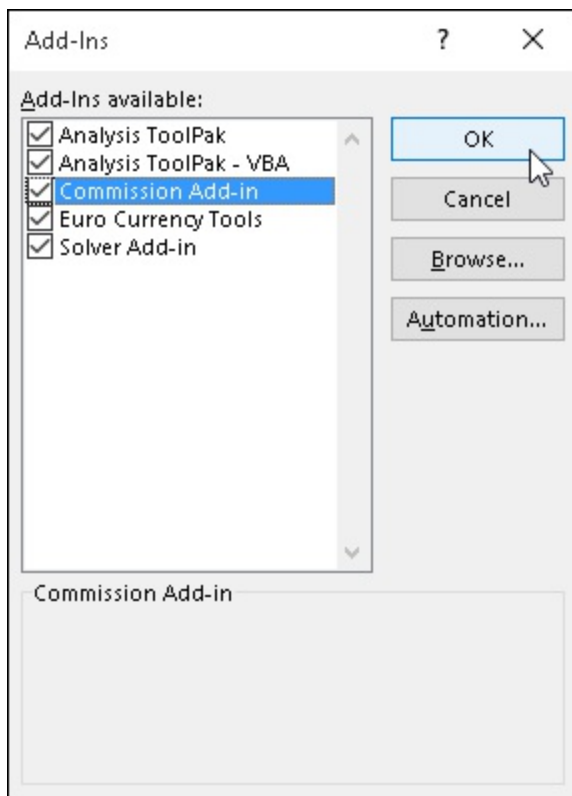 Add-Ins ? ×
Add-Ins available:
Analysis ToolPak
Analysis ToolPak - VBA
Commission Add-in
Euro Currency Tools
Solver Add-in
OK
Cancel
Browse...
Automation...
Commission Add-in